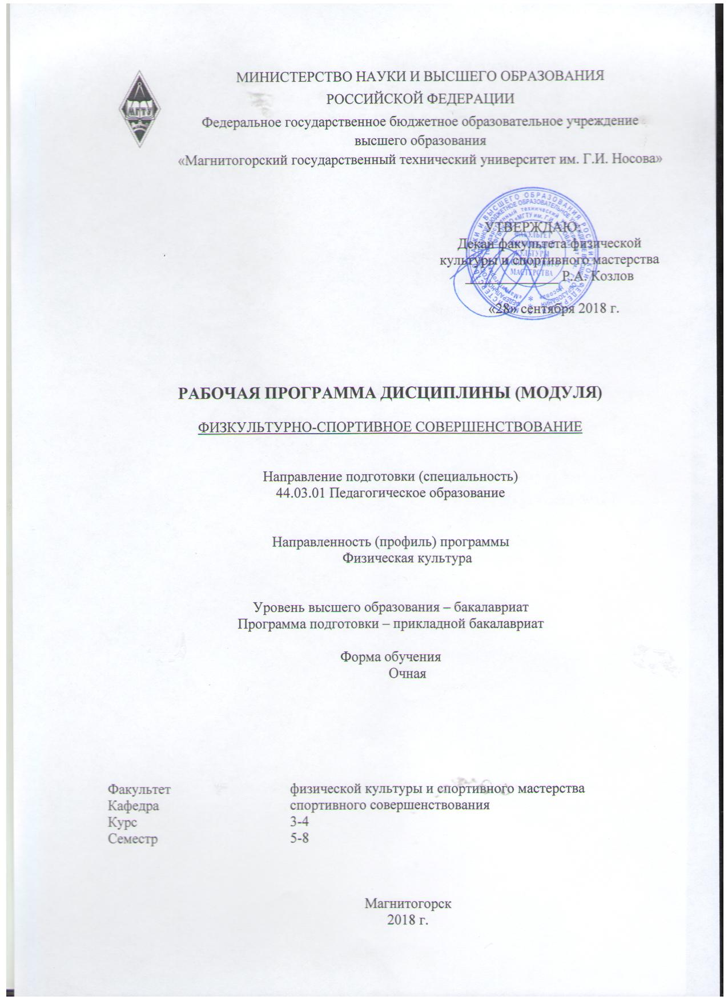 МИНИСТЕРСТВО НАУКИ И ВЫСШЕГО ОБРАЗОВАНИЯ
РОССИЙСКОЙ ФЕДЕРАЦИИ
Федеральное государственное бюджетное образовательное учреждение
высшего образования
«Магнитогорский государственный технический университет им. Г.И. Носова»
МГТУ
УТВЕРЖДАЮ:
Декан факультета физической
культуры и спортивного мастерства
Р.А. Козлов
«28» сентября 2018 г.
ФАКУЛЬТЕТ
КУЛЬТУРЫ
МАСТЕРСТВА
РАБОЧАЯ ПРОГРАММА ДИСЦИПЛИНЫ (МОДУЛЯ)
ФИЗКУЛЬТУРНО-СПОРТИВНОЕ СОВЕРШЕНСТВОВАНИЕ
Направление подготовки (специальность)
44.03.01 Педагогическое образование
Направленность (профиль) программы
Физическая культура
Уровень высшего образования – бакалавриат
Программа подготовки – прикладной бакалавриат
Форма обучения
Очная
Факультет физической культуры и спортивного мастерства
Кафедра спортивного совершенствования
Курс 3-4
Семестр 5-8
Магнитогорск
2018 г.